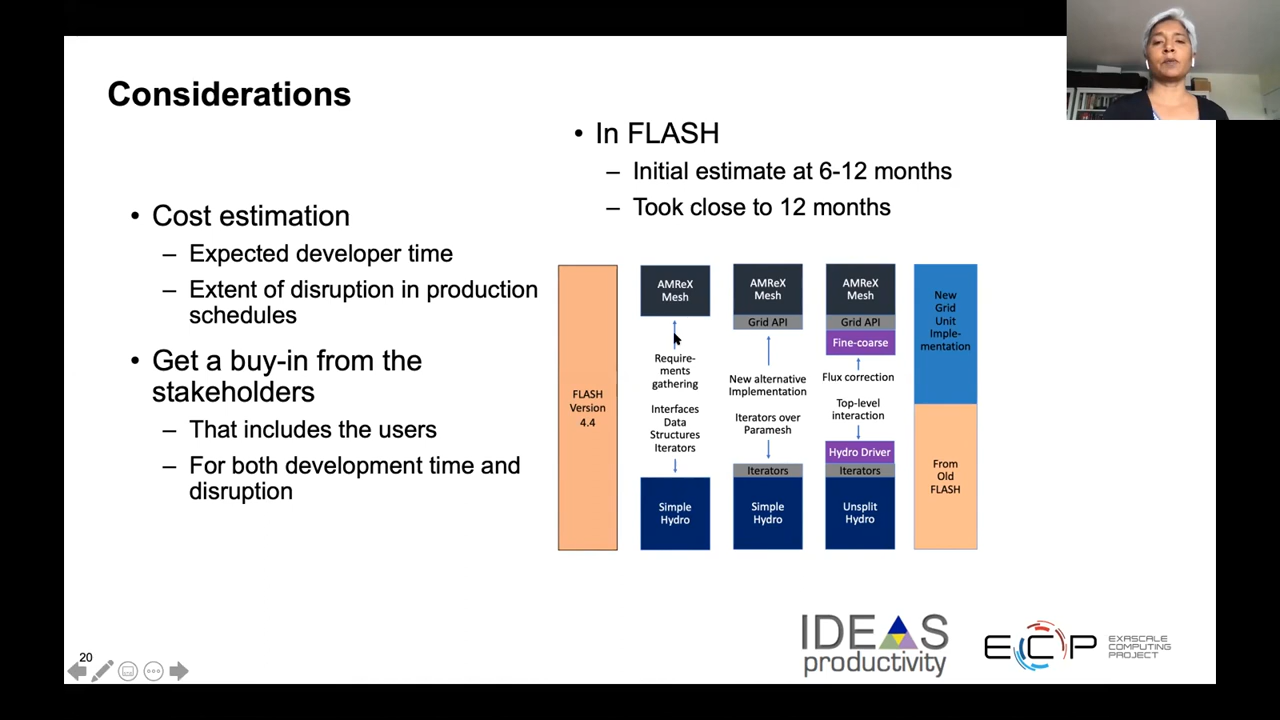 Considerations
• Cost estimation
– Expected developer time
– Extent of disruption in production
schedules
• Get a buy-in from the
stakeholders
– That includes the users
– For both development time and
disruption
• In FLASH
– Initial estimate at 6-12 months
– Took close to 12 months
FLASH
Version
4.4
AMReX
Mesh
Require-
ments
gathering
Interfaces
Data
Structures
Iterators
Simple
Hydro
AMReX
Mesh
Grid API
New alternative
Implementation
Iterators over
Paramesh
Iterators
Simple
Hydro
AMReX
Mesh
Grid API
Fine-coarse
Flux correction
Top-level
interaction
Hydro Driver
Iterators
Unsplit
Hydro
New
Grid
Unit
Imple-
mentation
From
Old
FLASH
20
IDEAS
productivity
ECP
EXASCALE
COMPUTING
PROJECT